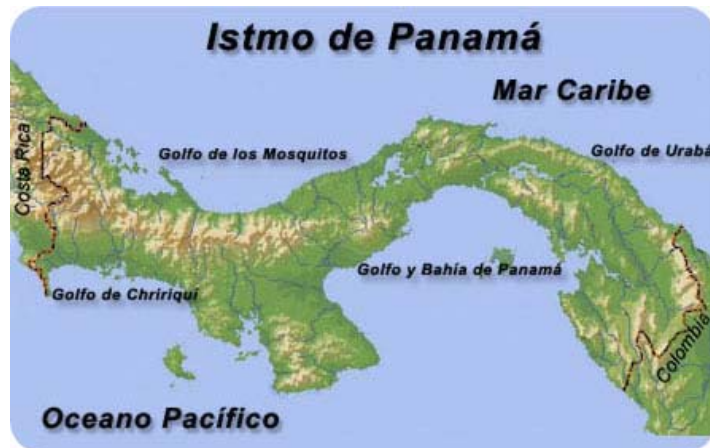 Istmo de Panamá
Mar Caribe
Costa Rica
Golfo de los Mosquitos
Golfo de Urabá
Golfo y Bahía de Panamá
Golfo de Chririquí
Colombia
Oceano Pacífico